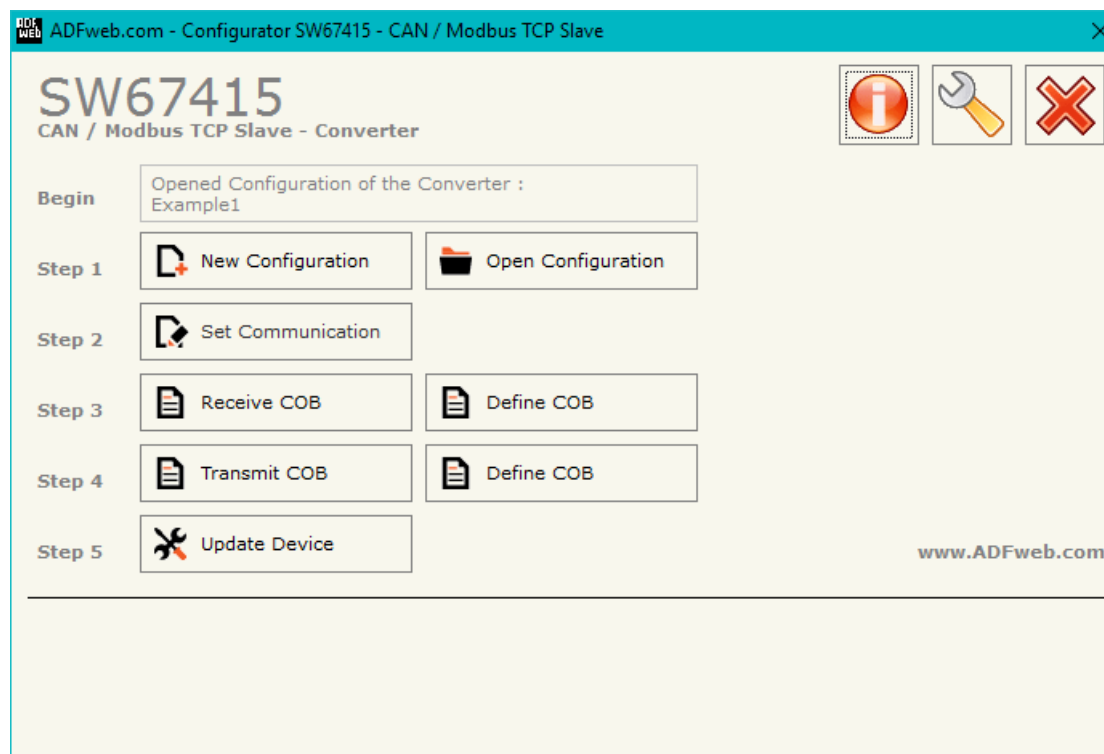 ADF
WEB
ADFweb.com - Configurator SW67415 - CAN / Modbus TCP Slave
SW67415
CAN / Modbus TCP Slave - Converter
Begin
Opened Configuration of the Converter :
Example1
Step 1
New Configuration
Open Configuration
Step 2
Set Communication
Step 3
Receive COB
Define COB
Step 4
Transmit COB
Define COB
Step 5
Update Device
www.ADFweb.com